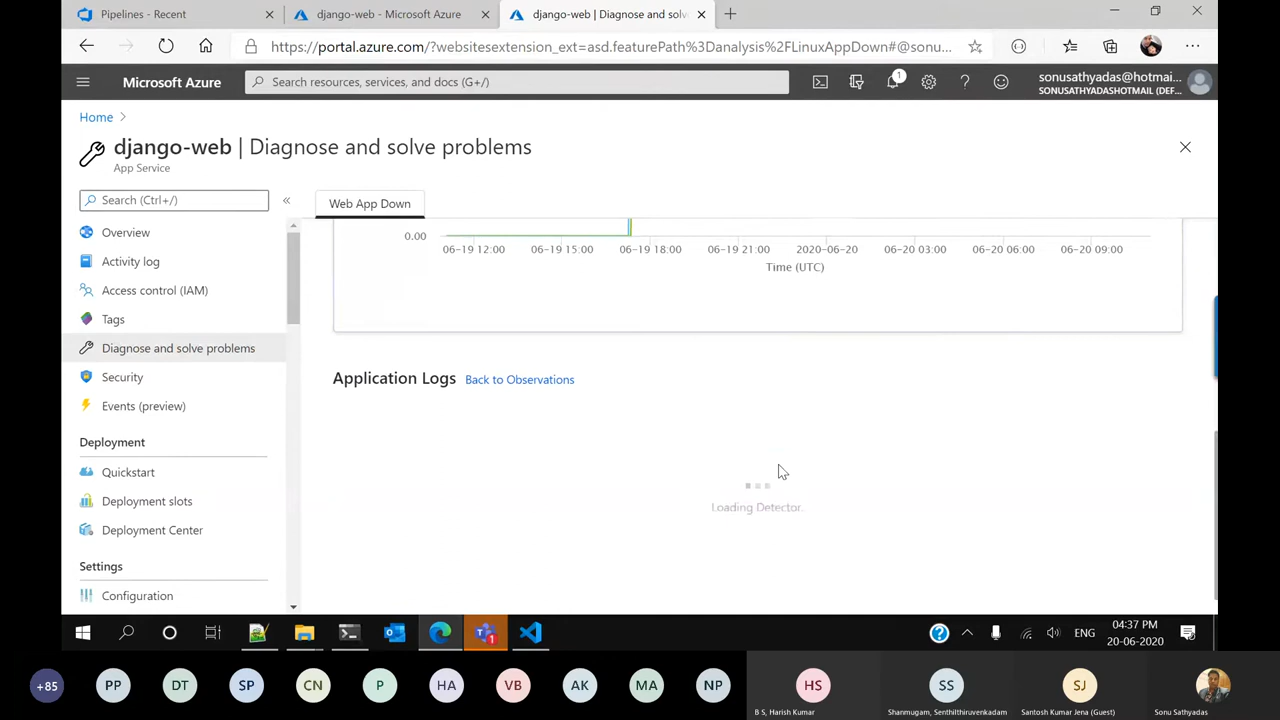 Pipelines - Recent
django-web - Microsoft Azure
django-web | Diagnose and solv
https://portal.azure.com/?websitesextension_ext=asd.featurePath%3Danalysis%2FLinuxAppDown#@sonu...
Microsoft Azure
Search resources, services, and docs (G+/)
1
sonusathyadas@hotmai...
SONUSATHYADASHOTMAIL (DEF...
Home
django-web | Diagnose and solve problems
App Service
Search (Ctrl+/)
Web App Down
Overview
Activity log
Access control (IAM)
Tags
Diagnose and solve problems
Security
Events (preview)
Deployment
Quickstart
Deployment slots
Deployment Center
Settings
Configuration
0.00
06-19 12:00 06-19 15:00 06-19 18:00 06-19 21:00 2020-06-20 06-20 03:00 06-20 06:00 06-20 09:00
Time (UTC)
Application Logs Back to Observations
Loading Detector.
1
ENG
04:37 PM
20-06-2020
+85 PP DT SP CN P HA VB AK MA NP HS SS SJ
B S, Harish Kumar
Shanmugam, Senthilthiruvenkadam
Santosh Kumar Jena (Guest)
Sonu Sathyadas